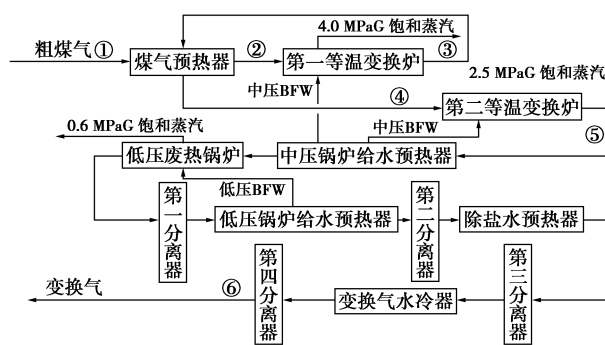 4.0 MPaG 饱和蒸汽
粗煤气①
②
③
煤气预热器
第一等温变换炉
2.5 MPaG 饱和蒸汽
中压BFW
④
第二等温变换炉
0.6 MPaG 饱和蒸汽
中压BFW
⑤
低压废热锅炉
中压锅炉给水预热器
低压BFW
第一分离器
低压锅炉给水预热器
第二分离器
除盐水预热器
变换气
⑥
第四分离器
变换气水冷器
第三分离器